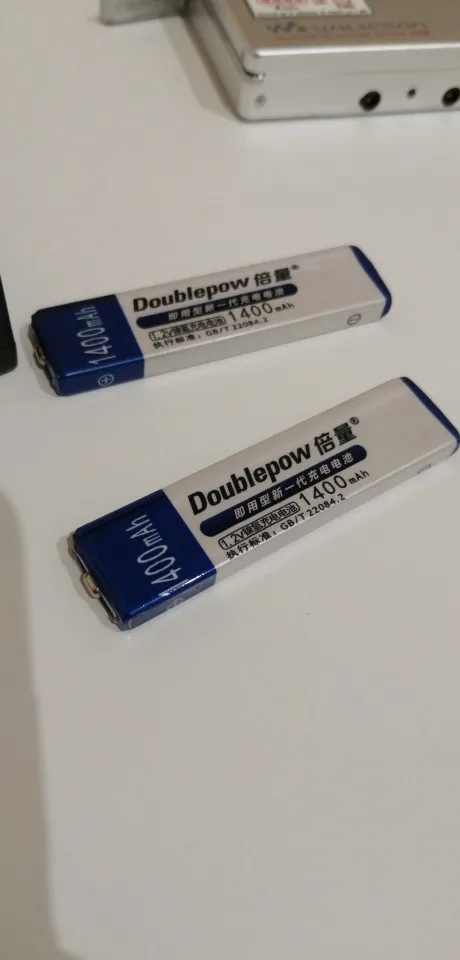 1400mAh
Doublepow 倍量®
即用型新一代充电电池
1.2v镍氢充电电池 1400mAh
执行标准: GB/T 22084.2
400mAh
Doublepow 倍量®
即用型新一代充电电池
1.2v镍氢充电电池 1400mAh
执行标准: GB/T 22084.2